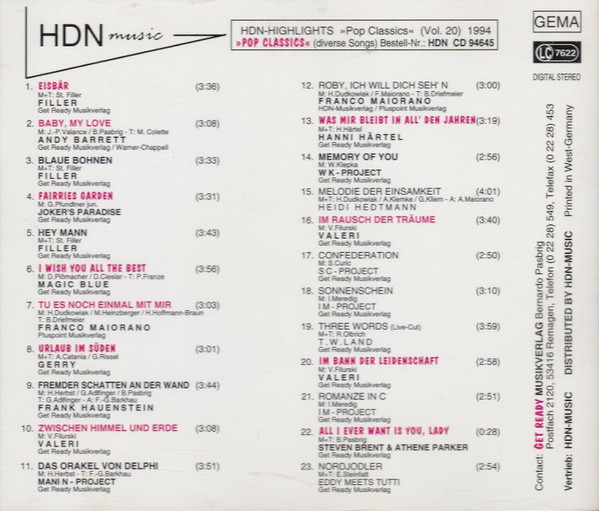 HDN music
HDN-HIGHLIGHTS »Pop Classics« (Vol. 20) 1994
»POP CLASSICS« (diverse Songs) Bestell-Nr.: HDN CD 94645
GEMA
LC 7622
DIGITAL STEREO
1. EISBÄR (3:36)
M+T: St. Filler
FILLER
Get Ready Musikverlag
2. BABY, MY LOVE (3:08)
M: J.-P.Valance / B.Pasbrig - T: M. Colette
ANDY BARRETT
Get Ready Musikverlag / Warner-Chappell
3. BLAUE BOHNEN (3:33)
M+T: St. Filler
FILLER
Get Ready Musikverlag
4. FAIRRIES GARDEN (3:31)
M: G.Pfundtner jun.
JOKER'S PARADISE
Get Ready Musikverlag
5. HEY MANN (3:43)
M+T: St. Filler
FILLER
Get Ready Musikverlag
6. I WISH YOU ALL THE BEST (3:56)
M: D.Plömacher / D.Cieslar - T: P.Franze
MAGIC BLUE
Get Ready Musikverlag
7. TU ES NOCH EINMAL MIT MIR (3:03)
M: H.Dudkowiak / M.Heinzberger / H.Hoffmann-Braun
T: B.Driefmeier
FRANCO MAIORANO
Pluspoint Musikverlag
8. URLAUB IM SÜDEN (3:01)
M+T: A.Catania / G.Rissel
GERRY
Get Ready Musikverlag
9. FREMDER SCHATTEN AN DER WAND (3:44)
M: H.Herbst / G.Adlfinger / B.Pasbrig
T: G.Adlfinger - A: F.-G.Barkhau
FRANK HAUENSTEIN
Get Ready Musikverlag
10. ZWISCHEN HIMMEL UND ERDE (3:08)
M: V.Filurski
VALERI
Get Ready Musikverlag
11. DAS ORAKEL VON DELPHI (3:51)
M: H.Herbst - T: F.-G.Barkhau
MANI N - PROJECT
Get Ready Musikverlag
12. ROBY, ICH WILL DICH SEH'N (3:00)
M: H.Dudkowiak / F.Maiorano - T: B.Driefmeier
FRANCO MAIORANO
HDN-Musikverlag / Pluspoint Musikverlag
13. WAS MIR BLEIBT IN ALL' DEN JAHREN (3:19)
M+T: H.Härtel
HANNI HÄRTEL
Get Ready Musikverlag
14. MEMORY OF YOU (2:56)
M: W.Klepka
W K - PROJECT
Get Ready Musikverlag
15. MELODIE DER EINSAMKEIT (4:01)
M+T: H.Dudkowiak / A.Klemke / G.Kliem - A: A.Maiorano
HEIDI HEDTMANN
16. IM RAUSCH DER TRÄUME (3:40)
M: V.Filurski
VALERI
Get Ready Musikverlag
17. CONFEDERATION (2:50)
M: S.Curic
S C - PROJECT
Get Ready Musikverlag
18. SONNENSCHEIN (3:10)
M: I.Meredig
I M - PROJECT
Get Ready Musikverlag
19. THREE WORDS (Live-Cut) (3:59)
M+T: R.Olbrich
T. W. LAND
Get Ready Musikverlag
20. IM BANN DER LEIDENSCHAFT (2:58)
M: V.Filurski
VALERI
Get Ready Musikverlag
21. ROMANZE IN C (2:51)
M: I.Meredig
I M - PROJECT
Get Ready Musikverlag
22. ALL I EVER WANT IS YOU, LADY (0:28)
M+T: B.Pasbrig
STEVEN BRENT & ATHENE PARKER
Get Ready Musikverlag
23. NORDJODLER (2:54)
M+T: E.Steinfatt
EDDY MEETS TUTTI
Get Ready Musikverlag
Contact: GET READY MUSIKVERLAG Bernardo Pasbrig
Postfach 2120, 53416 Remagen, Telefon (0 22 28) 549, Telefax (0 22 28) 453
Vertrieb: HDN-MUSIC DISTRIBUTED BY HDN-MUSIC Printed in West-Germany